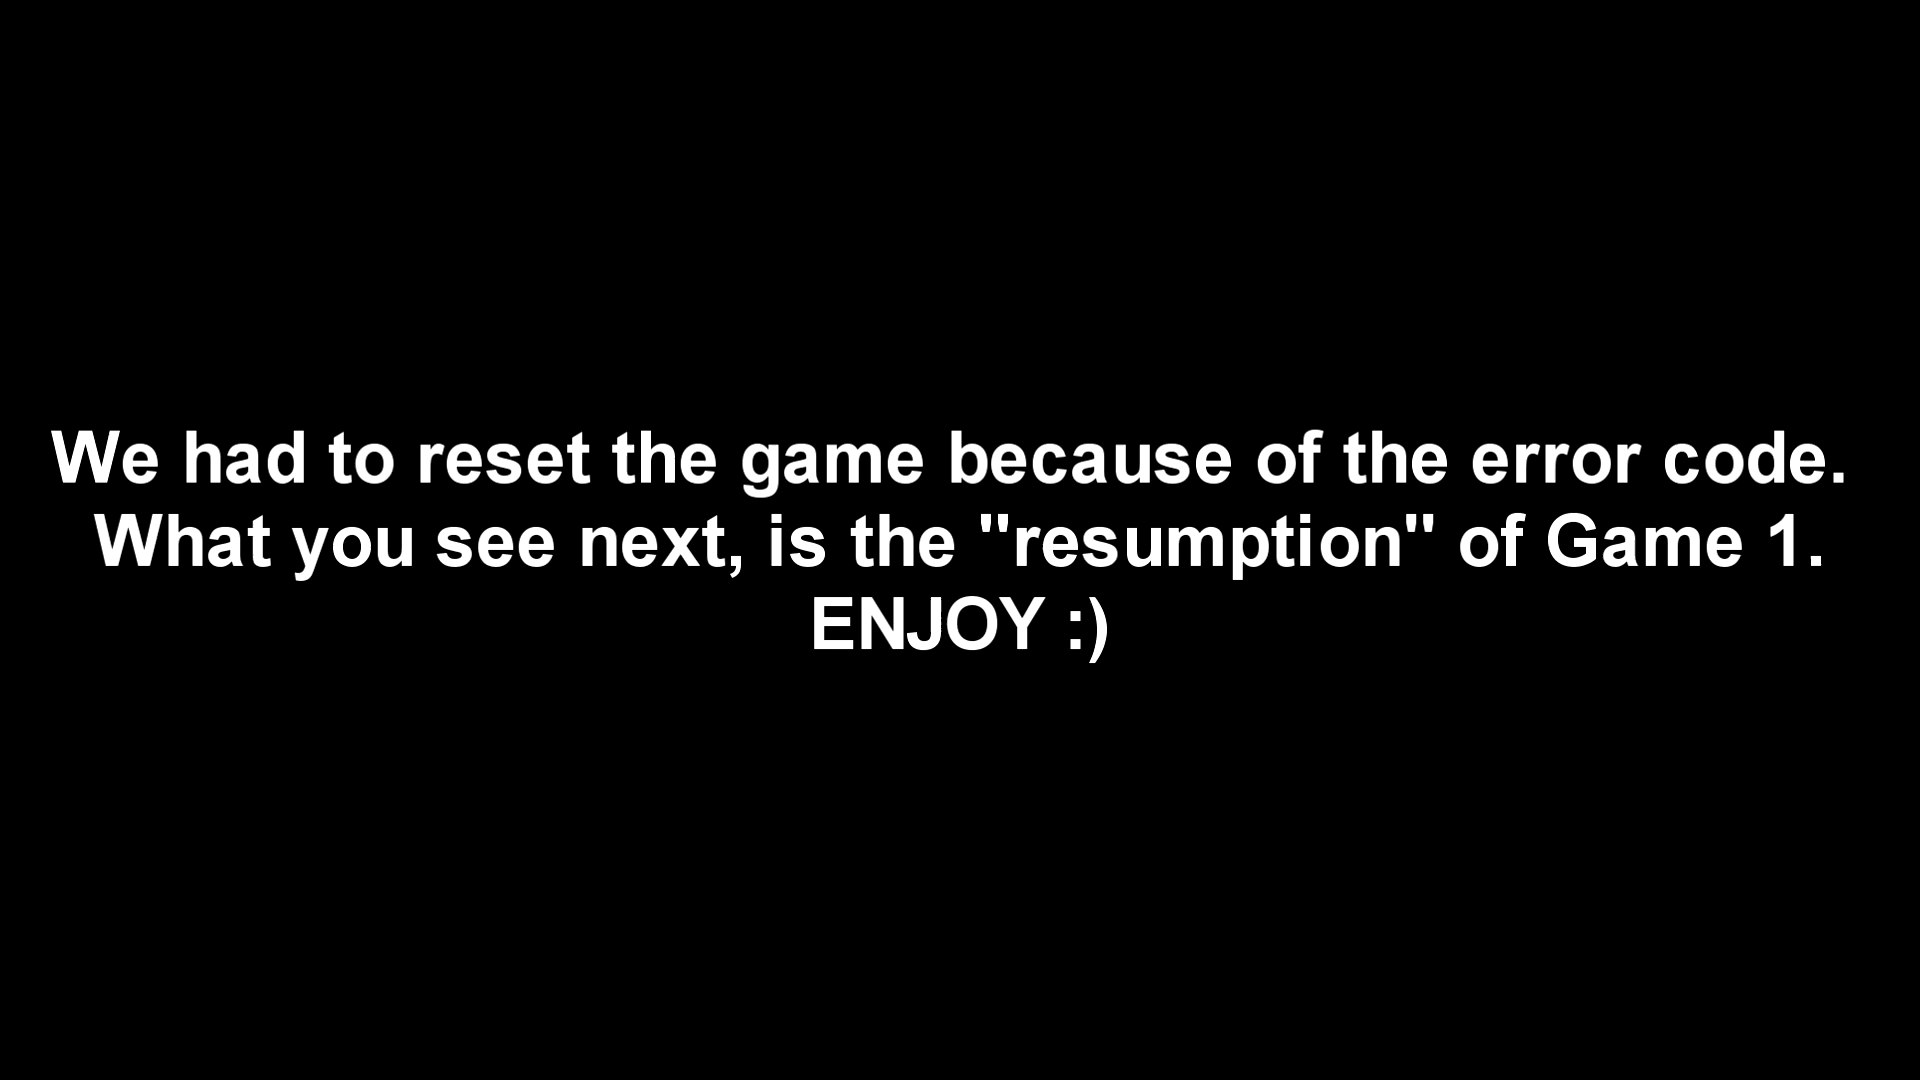 We had to reset the game because of the error code.
What you see next, is the "resumption" of Game 1.
ENJOY :)